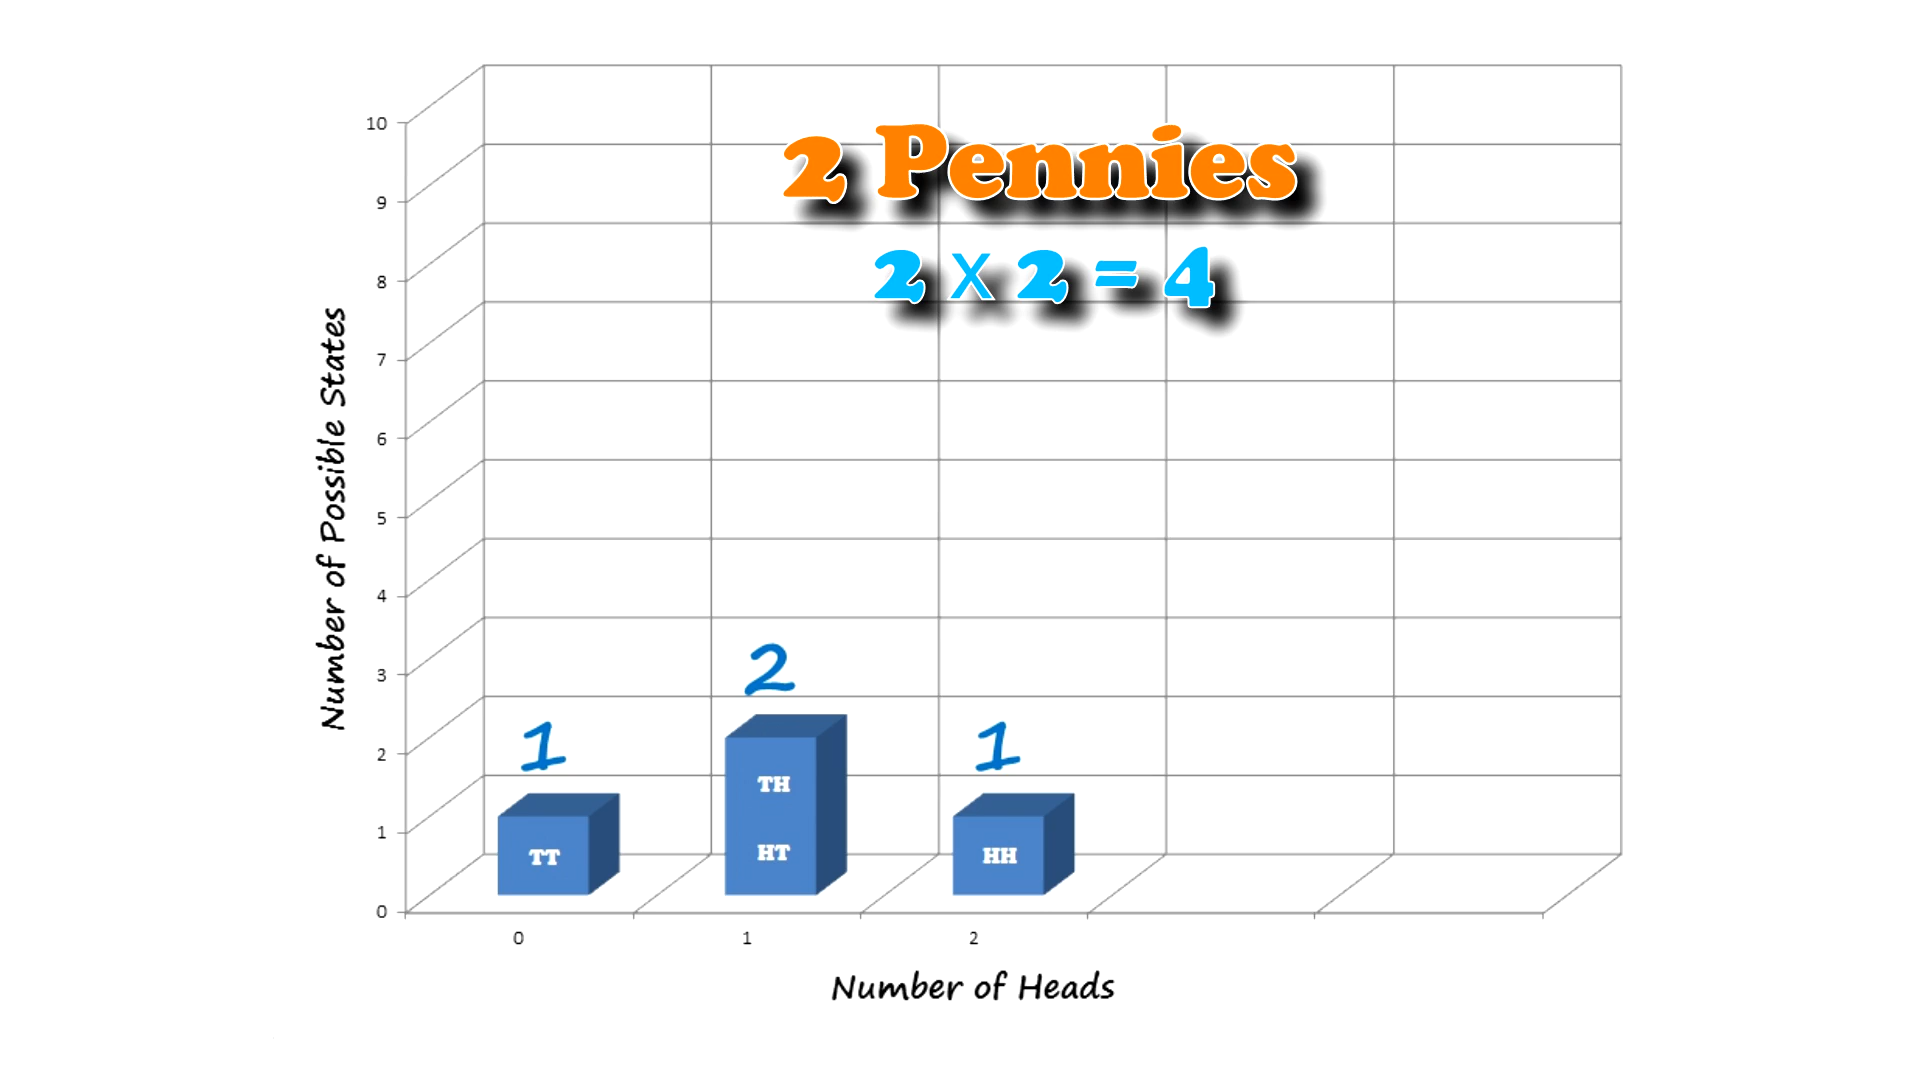 2 Pennies
2 x 2 = 4
Number of Possible States
10
9
8
7
6
5
4
3
2
1
0
1
2
1
TT
TH
HT
HH
0
1
2
Number of Heads